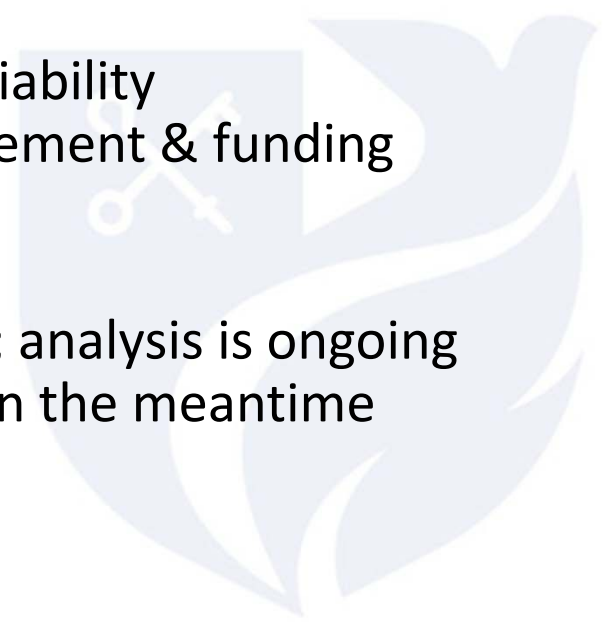 iability
ement & funding
: analysis is ongoing
n the meantime